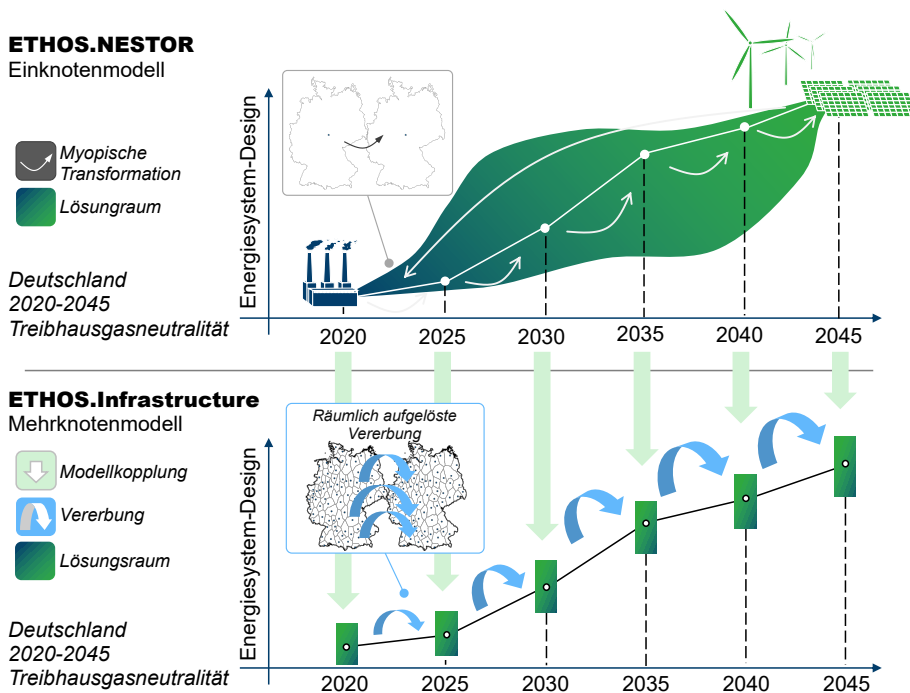 ETHOS.NESTOR
Einknotenmodell
Myopische
Transformation
Lösungraum
Deutschland
2020-2045
Treibhausgasneutralität
Energiesystem-Design
2020 2025 2030 2035 2040 2045
ETHOS.Infrastructure
Mehrknotenmodell
Modellkopplung
Vererbung
Lösungsraum
Deutschland
2020-2045
Treibhausgasneutralität
Räumlich aufgelöste
Vererbung
Energiesystem-Design
2020 2025 2030 2035 2040 2045